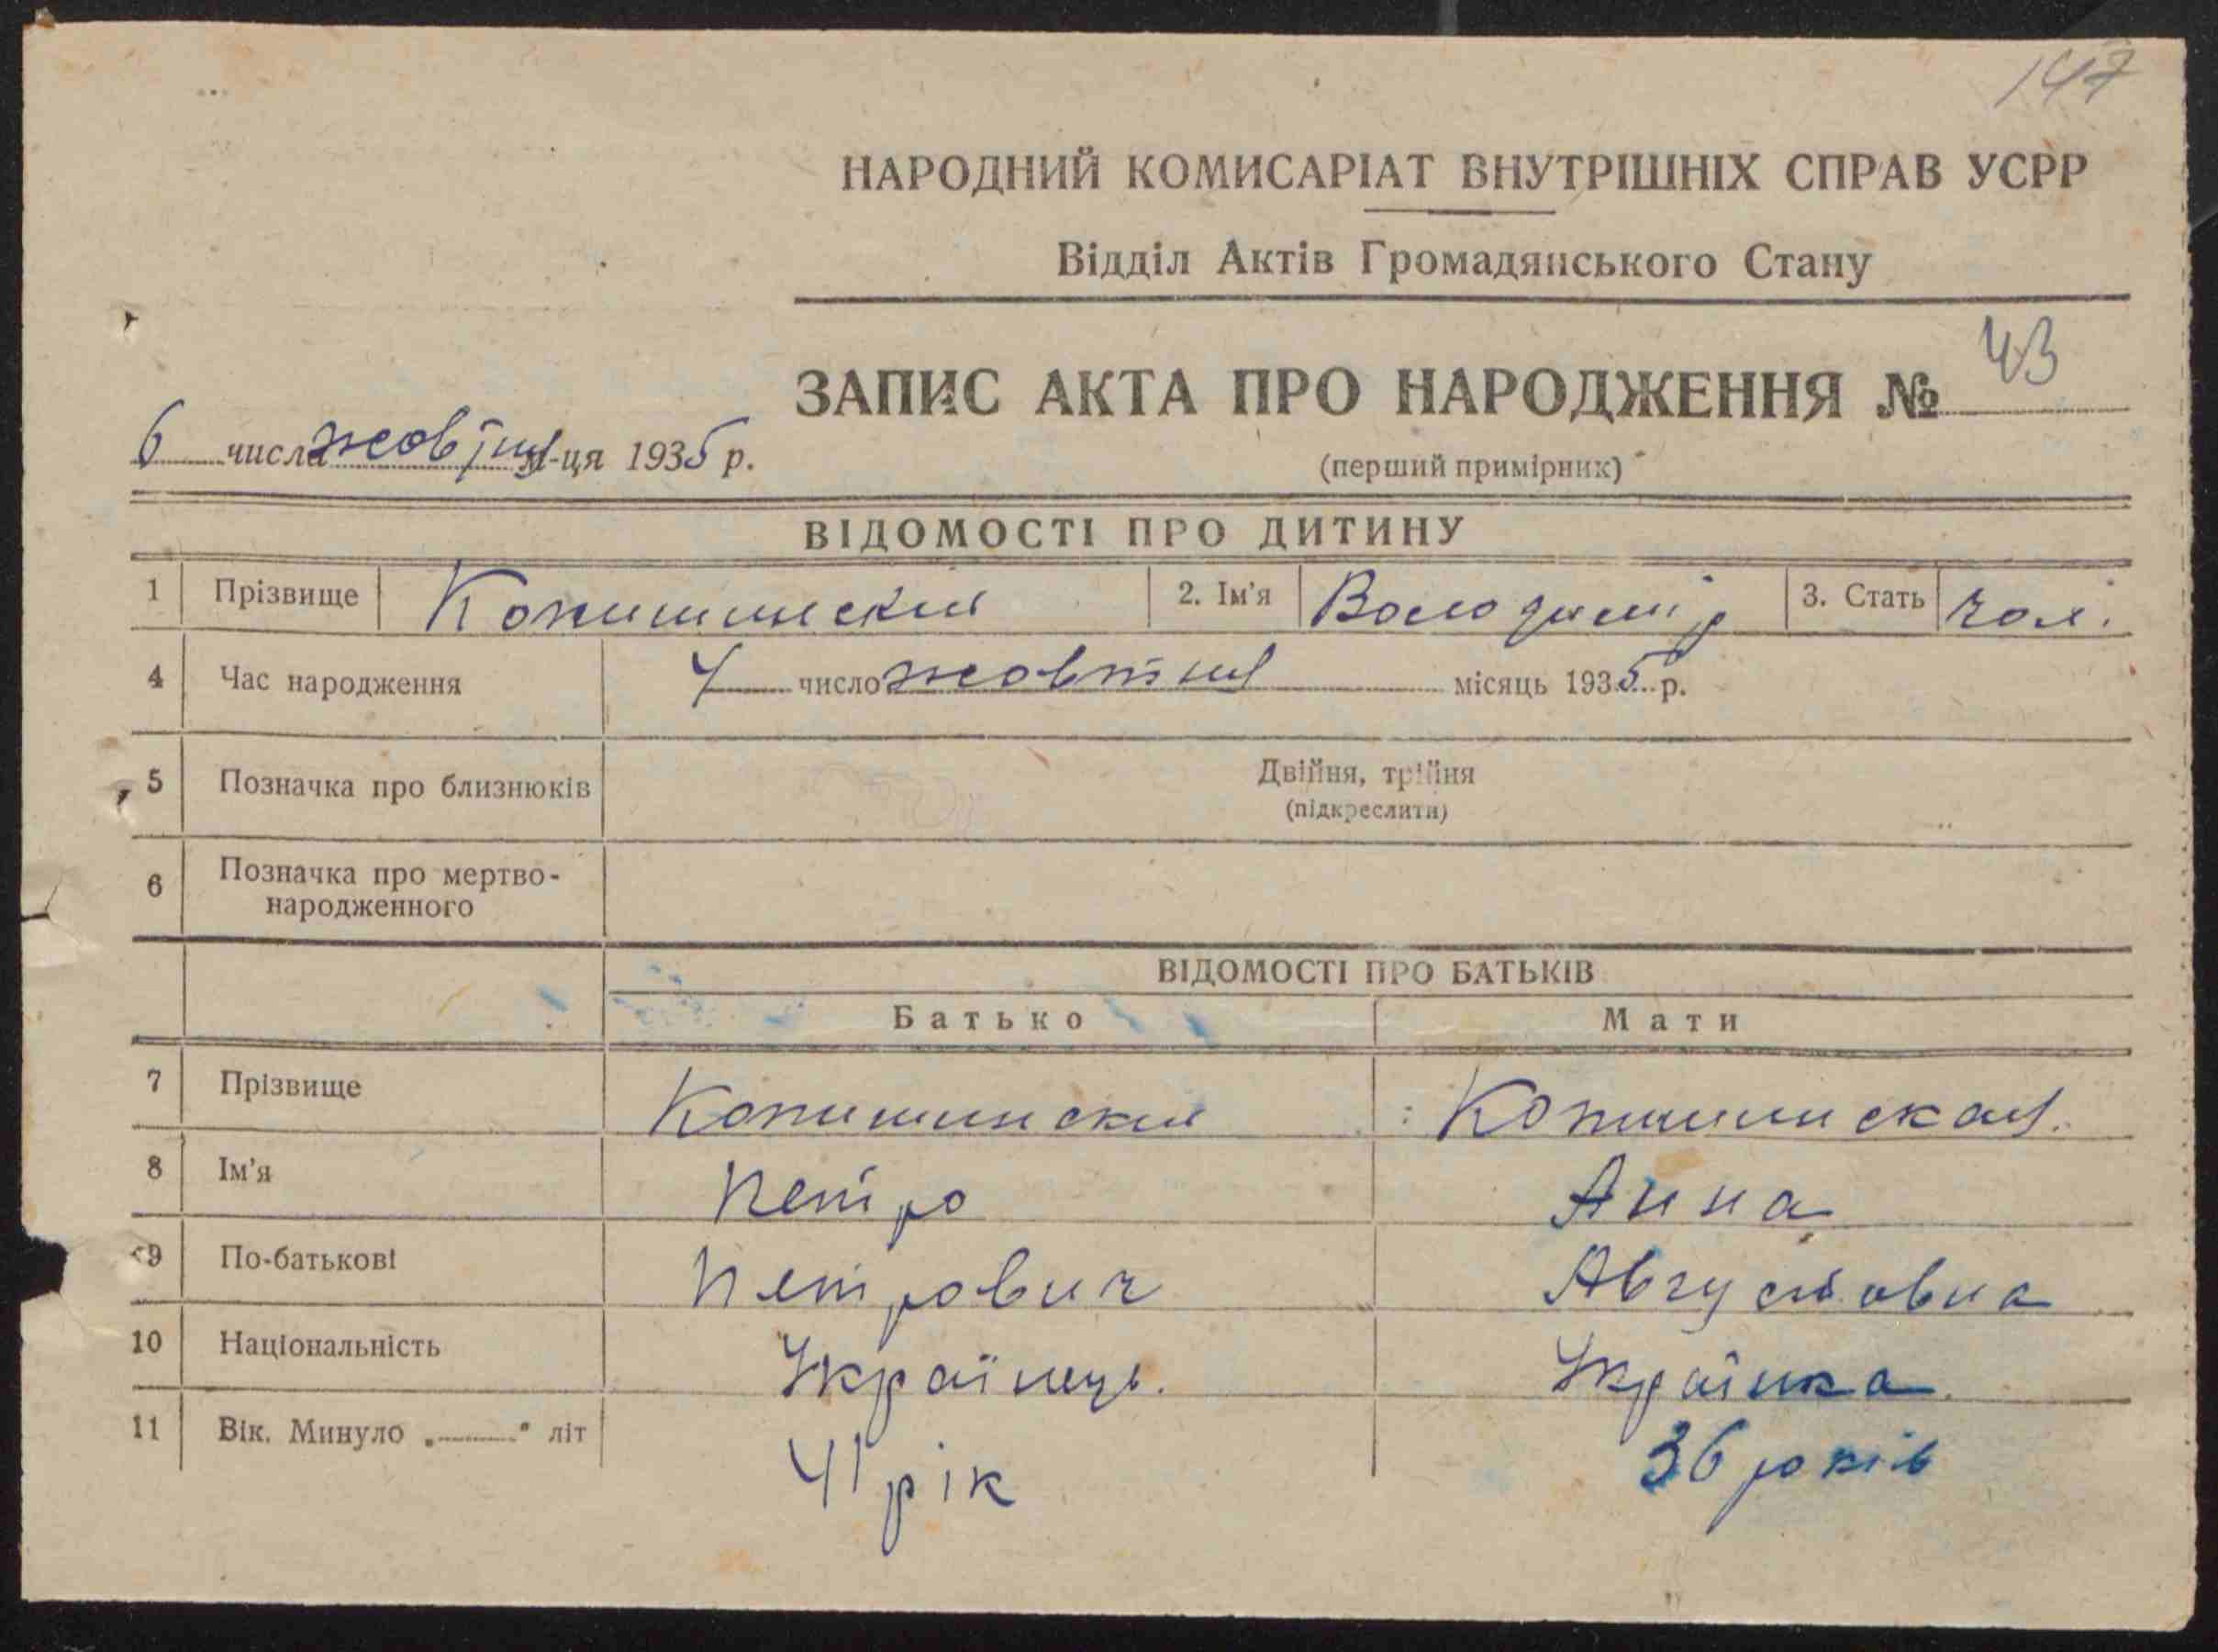 147
НАРОДНИЙ КОМИСАРІАТ ВНУТРІШНІХ СПРАВ УСРР
Відділ Актів Громадянського Стану
ЗАПИС АКТА ПРО НАРОДЖЕННЯ № 43
6 числа жовтня м-ця 1935 р.
(перший примірник)
ВІДОМОСТІ ПРО ДИТИНУ
1 Прізвище Копишинский 2. Ім'я Володимір 3. Стать чол.
4 Час народження 4 число жовтня місяць 1935 р.
5 Позначка про близнюків Двійня, трійня
(підкреслити)
6 Позначка про мертво-
народженного
ВІДОМОСТІ ПРО БАТЬКІВ
Батько Мати
7 Прізвище Копишинский Копишинская.
8 Ім'я Петро Анна
9 По-батькові Петрович Августовна
10 Національність Українець. Українка.
11 Вік. Минуло „ " літ 41 рік 36 років